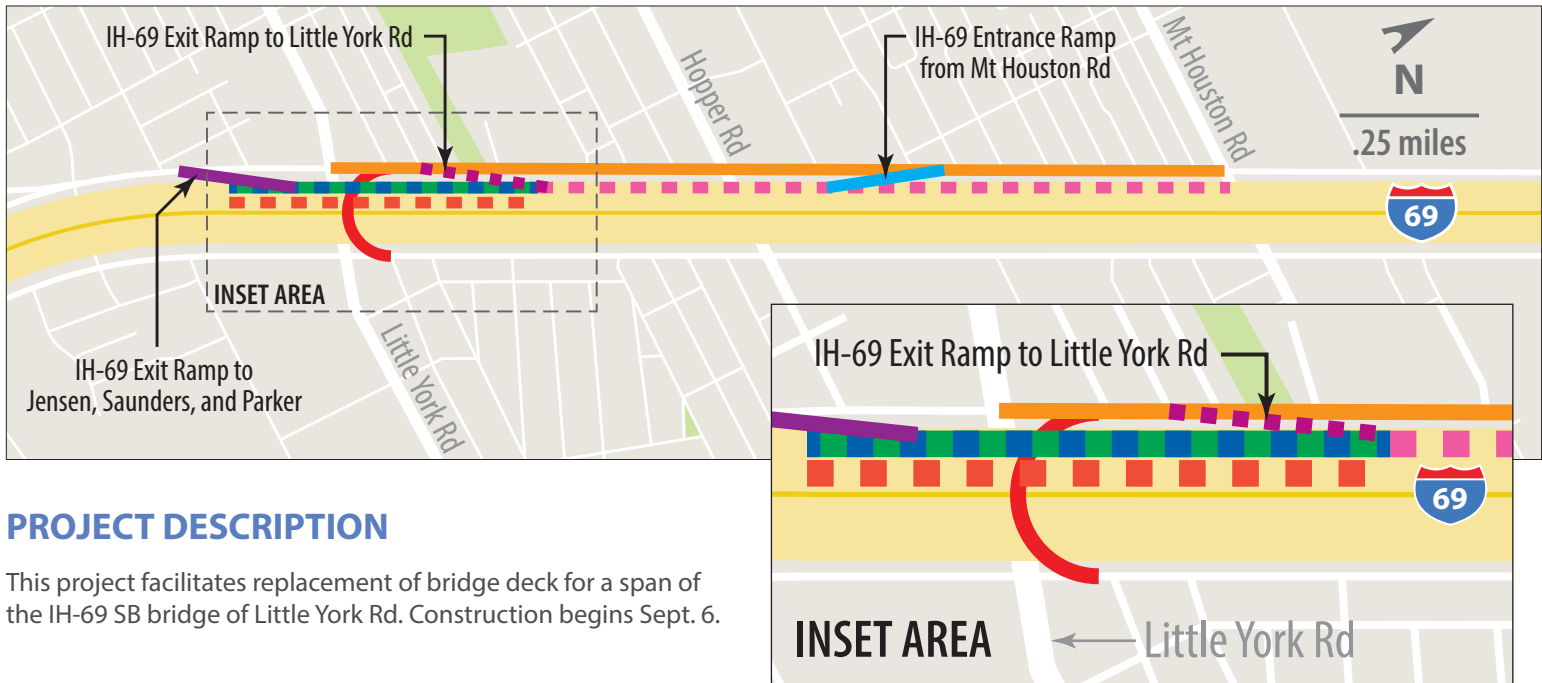 IH-69 Exit Ramp to Little York Rd
IH-69 Entrance Ramp
from Mt Houston Rd
Hopper Rd
Mt Houston Rd
N
.25 miles
69
INSET AREA
Little York Rd
IH-69 Exit Ramp to
Jensen, Saunders, and Parker
IH-69 Exit Ramp to Little York Rd
69
INSET AREA
Little York Rd
PROJECT DESCRIPTION
This project facilitates replacement of bridge deck for a span of
the IH-69 SB bridge of Little York Rd. Construction begins Sept. 6.